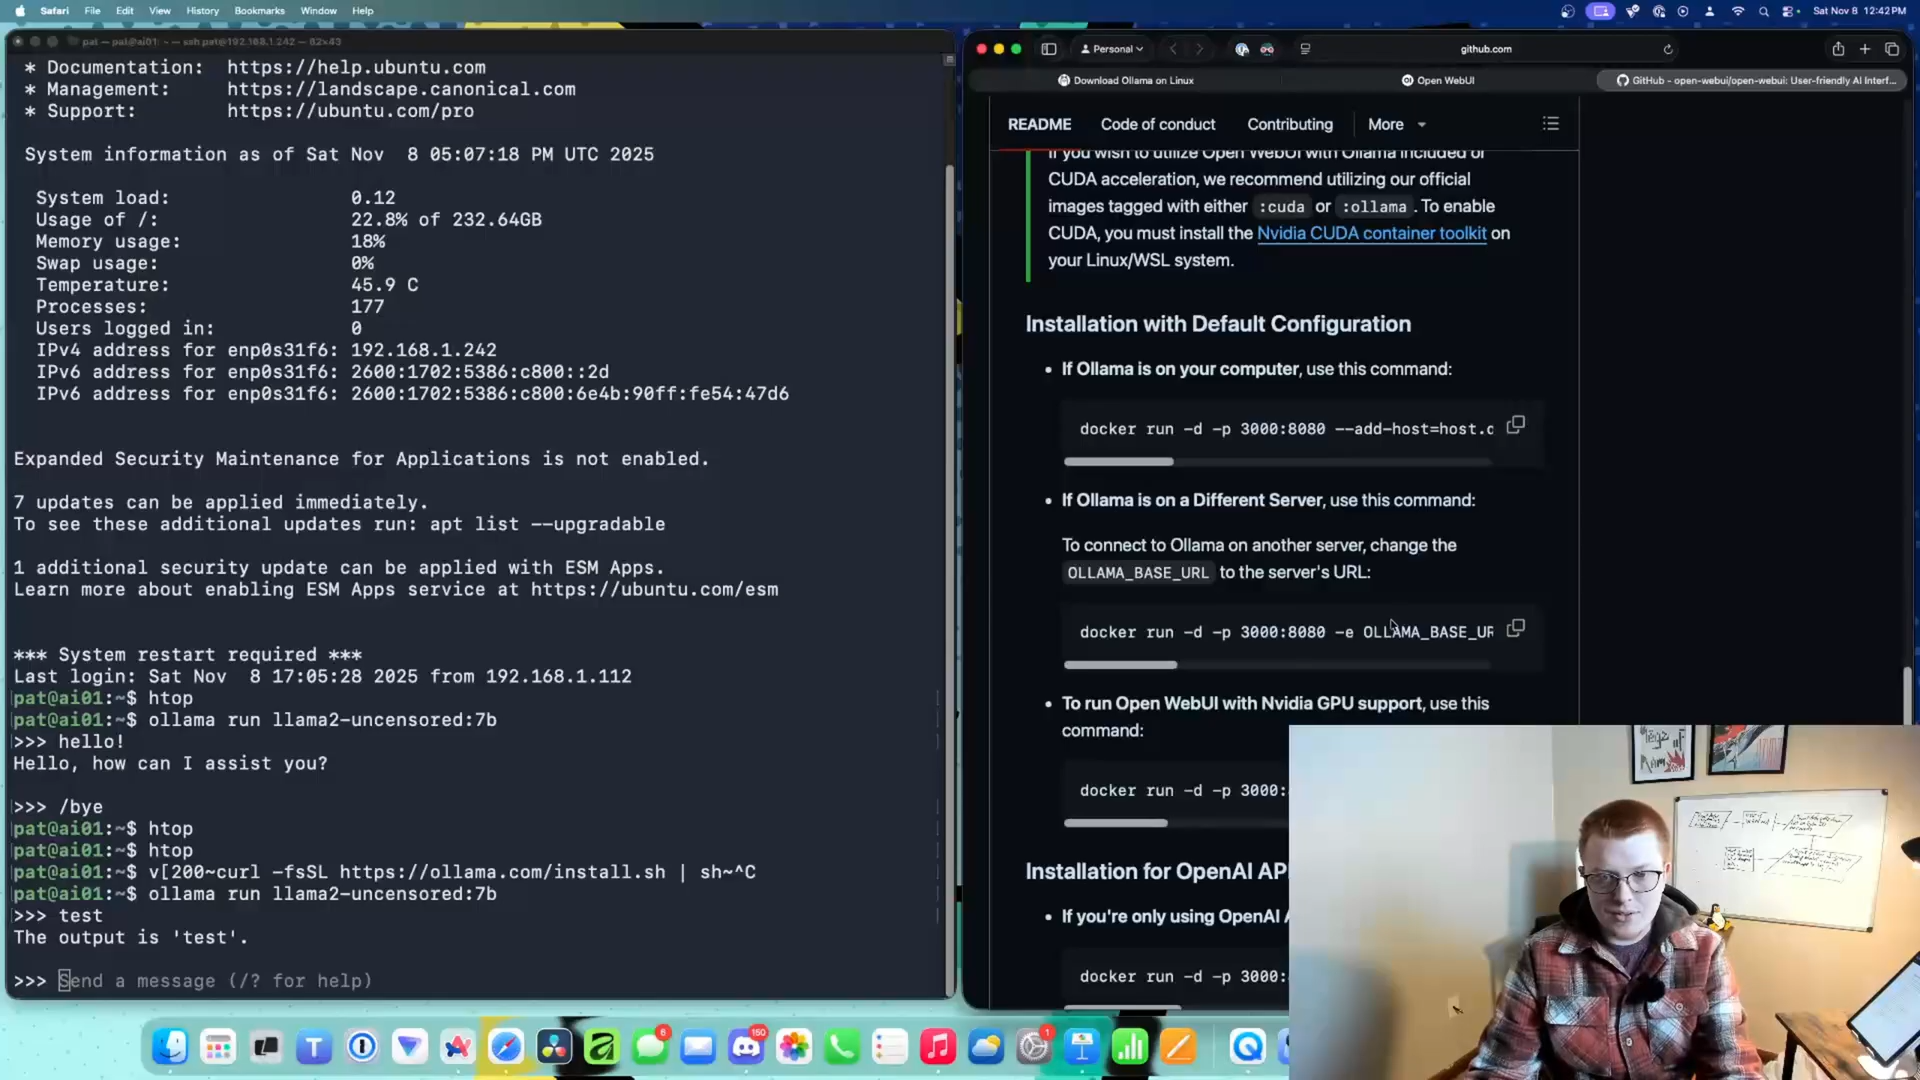 Safari File Edit View History Bookmarks Window Help
Sat Nov 8 12:42 PM
pat — pat@ai01: ~ — ssh pat@192.168.1.242 — 82×43
* Documentation: https://help.ubuntu.com
* Management: https://landscape.canonical.com
* Support: https://ubuntu.com/pro
System information as of Sat Nov 8 05:07:18 PM UTC 2025
System load: 0.12
Usage of /: 22.8% of 232.64GB
Memory usage: 18%
Swap usage: 0%
Temperature: 45.9 C
Processes: 177
Users logged in: 0
IPv4 address for enp0s31f6: 192.168.1.242
IPv6 address for enp0s31f6: 2600:1702:5386:c800::2d
IPv6 address for enp0s31f6: 2600:1702:5386:c800:6e4b:90ff:fe54:47d6
Expanded Security Maintenance for Applications is not enabled.
7 updates can be applied immediately.
To see these additional updates run: apt list --upgradable
1 additional security update can be applied with ESM Apps.
Learn more about enabling ESM Apps service at https://ubuntu.com/esm
*** System restart required ***
Last login: Sat Nov 8 17:05:28 2025 from 192.168.1.112
pat@ai01:~$ htop
pat@ai01:~$ ollama run llama2-uncensored:7b
>>> hello!
Hello, how can I assist you?
>>> /bye
pat@ai01:~$ htop
pat@ai01:~$ htop
pat@ai01:~$ v[200~curl -fsSL https://ollama.com/install.sh | sh~^C
pat@ai01:~$ ollama run llama2-uncensored:7b
>>> test
The output is 'test'.
>>> Send a message (/? for help)
Personal
github.com
Download Ollama on Linux
Open WebUI
GitHub - open-webui/open-webui: User-friendly AI Interf...
README Code of conduct Contributing More
If you wish to utilize Open WebUI with Ollama included or
CUDA acceleration, we recommend utilizing our official
images tagged with either :cuda or :ollama. To enable
CUDA, you must install the Nvidia CUDA container toolkit on
your Linux/WSL system.
Installation with Default Configuration
• If Ollama is on your computer, use this command:
docker run -d -p 3000:8080 --add-host=host.d
• If Ollama is on a Different Server, use this command:
To connect to Ollama on another server, change the
OLLAMA_BASE_URL to the server's URL:
docker run -d -p 3000:8080 -e OLLAMA_BASE_UR
• To run Open WebUI with Nvidia GPU support, use this
command:
docker run -d -p 3000:
Installation for OpenAI AP
• If you're only using OpenAI A
docker run -d -p 3000:
6
150
1